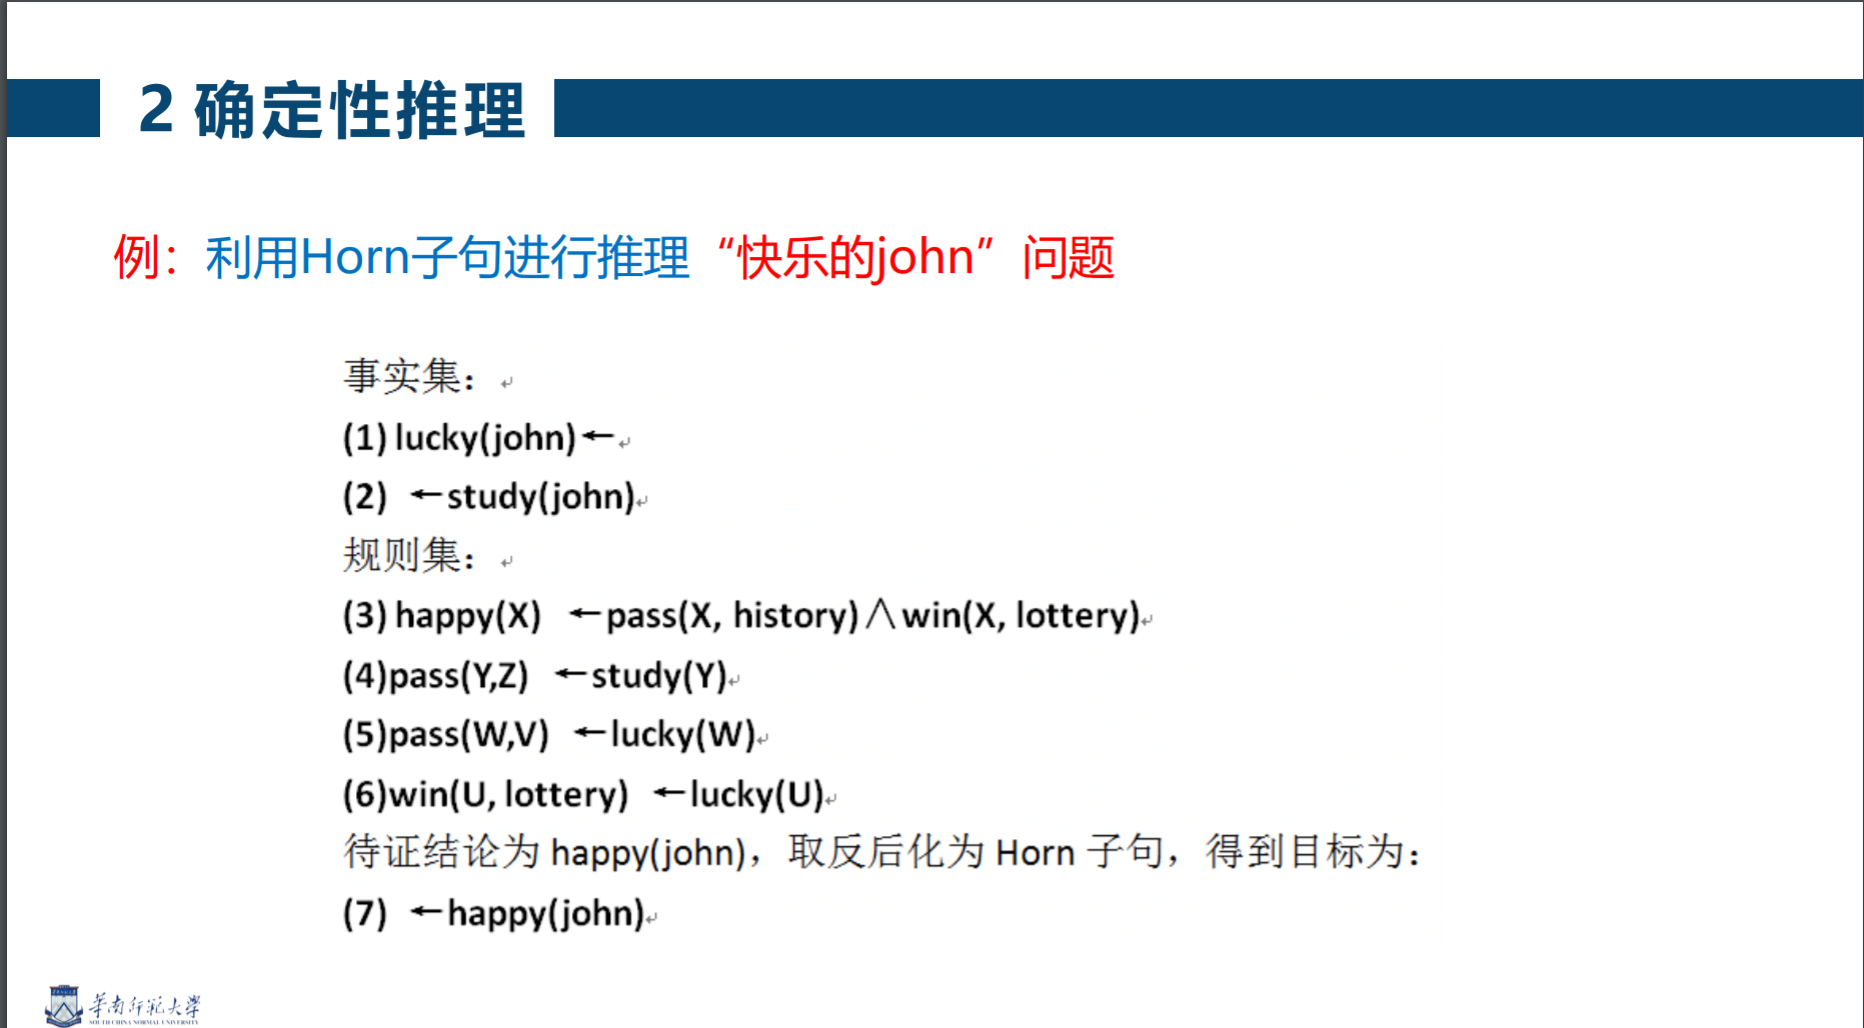 2 确定性推理
例：利用Horn子句进行推理“快乐的john”问题
事实集：↵
(1) lucky(john)←↵
(2) ←study(john)↵
规则集：↵
(3) happy(X) ←pass(X, history)∧win(X, lottery)↵
(4)pass(Y,Z) ←study(Y)↵
(5)pass(W,V) ←lucky(W)↵
(6)win(U, lottery) ←lucky(U)↵
待证结论为 happy(john)，取反后化为 Horn 子句，得到目标为：
(7) ←happy(john)↵
華南师範大学
SOUTH CHINA NORMAL UNIVERSITY